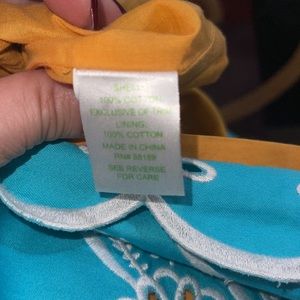 SHELL:
100% COTTON
EXCLUSIVE OF TRIM
LINING:
100% COTTON
MADE IN CHINA
RN#
SEE REVERSE
FOR CARE